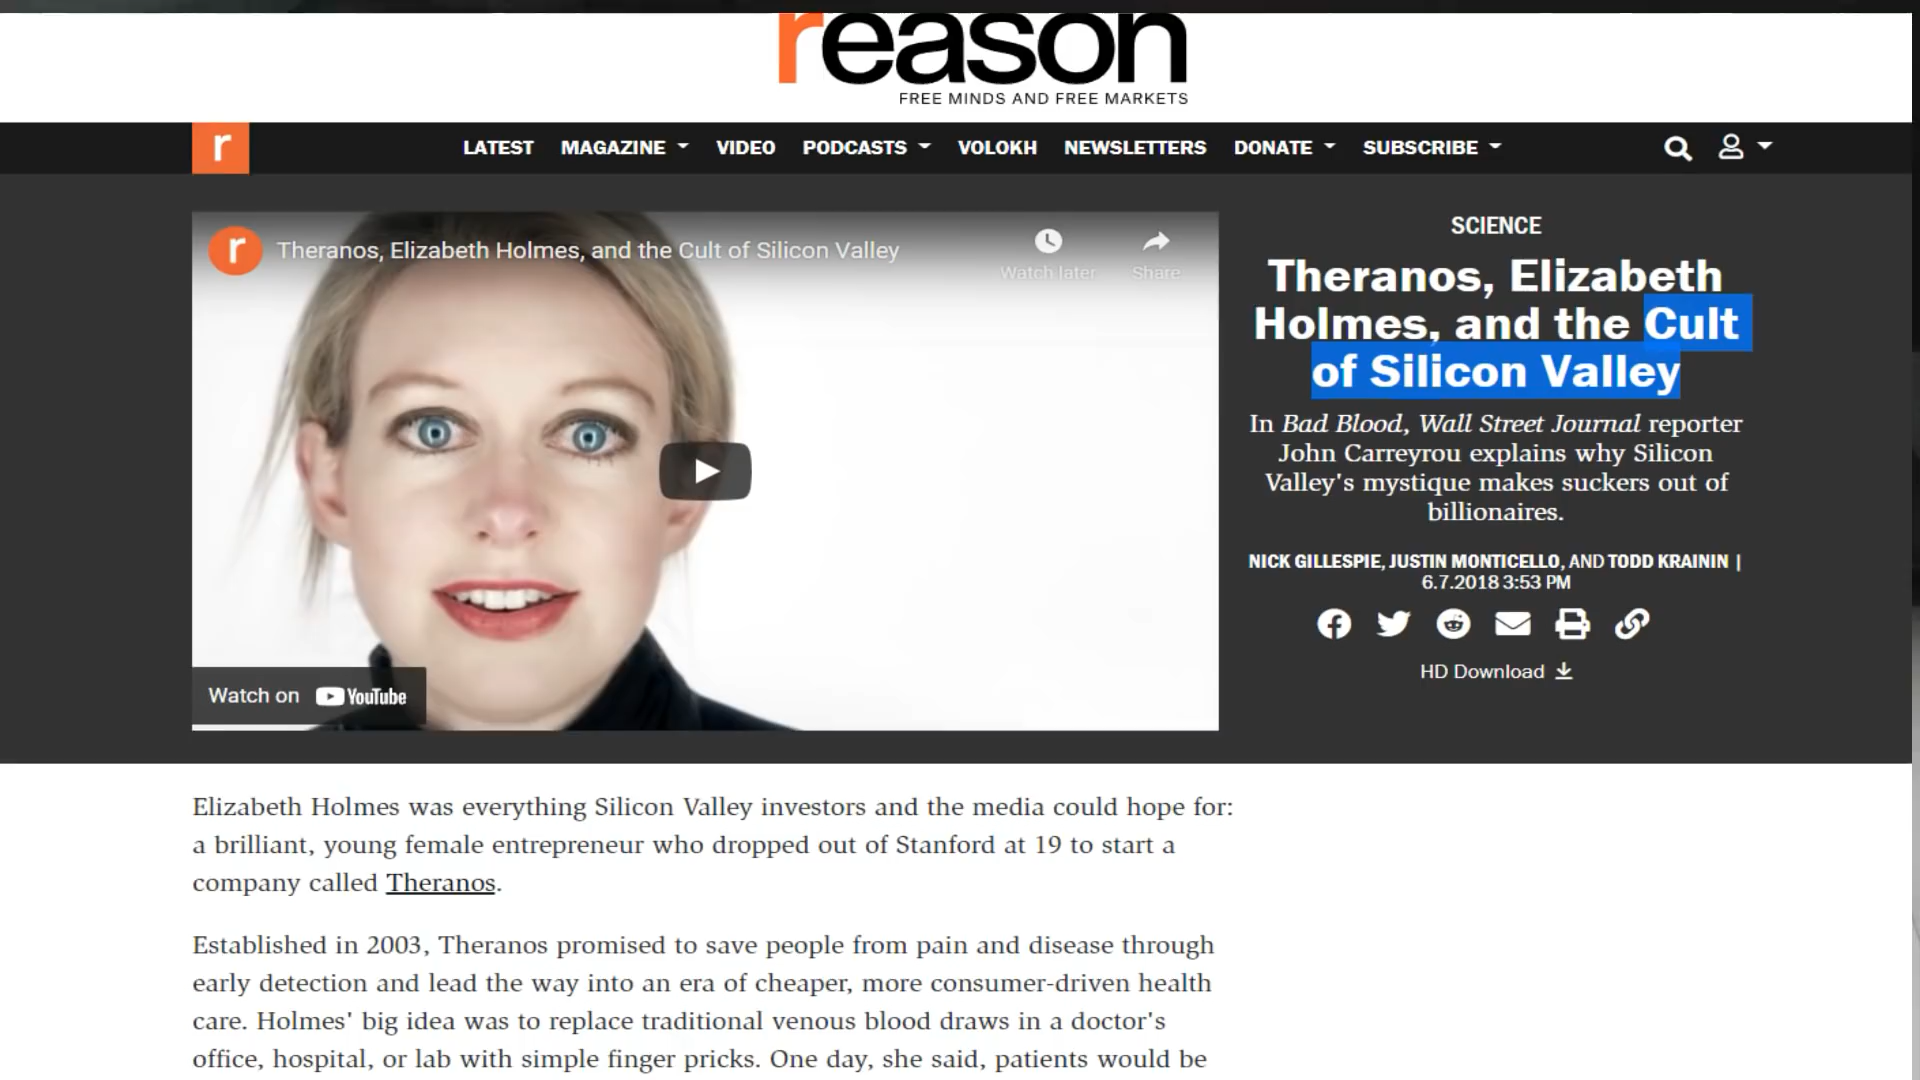 reason
FREE MINDS AND FREE MARKETS
r
LATEST MAGAZINE VIDEO PODCASTS VOLOKH NEWSLETTERS DONATE SUBSCRIBE
r
Theranos, Elizabeth Holmes, and the Cult of Silicon Valley
Watch later
Share
Watch on YouTube
SCIENCE
Theranos, Elizabeth
Holmes, and the Cult
of Silicon Valley
In Bad Blood, Wall Street Journal reporter
John Carreyrou explains why Silicon
Valley's mystique makes suckers out of
billionaires.
NICK GILLESPIE, JUSTIN MONTICELLO, AND TODD KRAININ |
6.7.2018 3:53 PM
HD Download
Elizabeth Holmes was everything Silicon Valley investors and the media could hope for:
a brilliant, young female entrepreneur who dropped out of Stanford at 19 to start a
company called Theranos.
Established in 2003, Theranos promised to save people from pain and disease through
early detection and lead the way into an era of cheaper, more consumer-driven health
care. Holmes' big idea was to replace traditional venous blood draws in a doctor's
office, hospital, or lab with simple finger pricks. One day, she said, patients would be